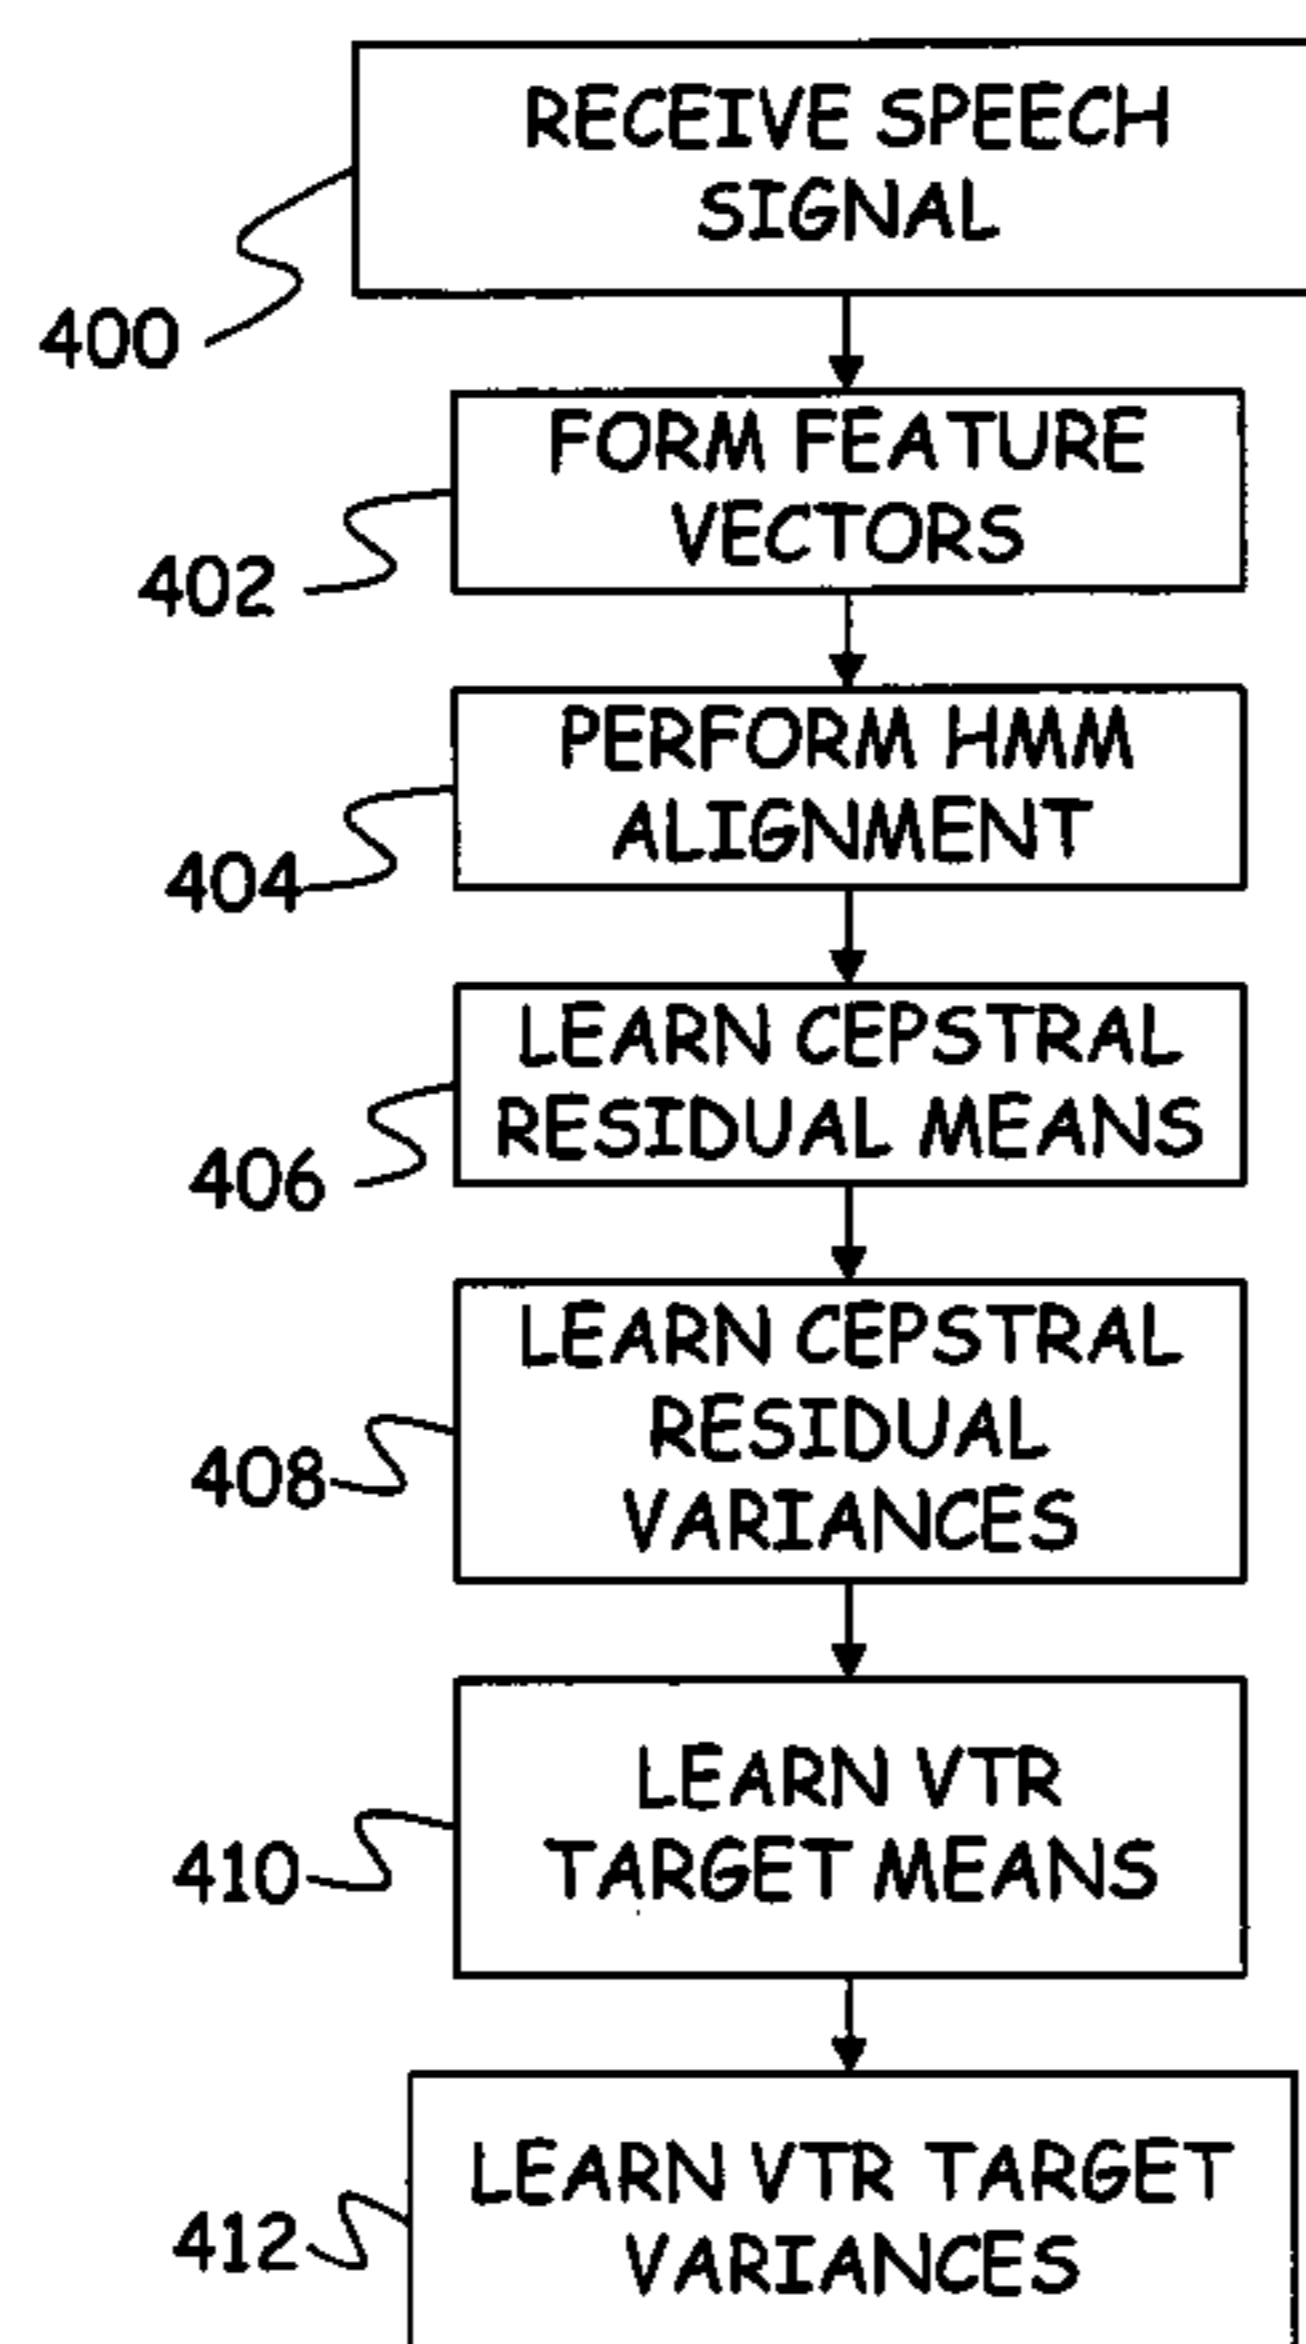 RECEIVE SPEECH
SIGNAL
400
FORM FEATURE
VECTORS
402
PERFORM HMM
ALIGNMENT
404
LEARN CEPSTRAL
RESIDUAL MEANS
406
LEARN CEPSTRAL
RESIDUAL
VARIANCES
408
LEARN VTR
TARGET MEANS
410
LEARN VTR TARGET
VARIANCES
412